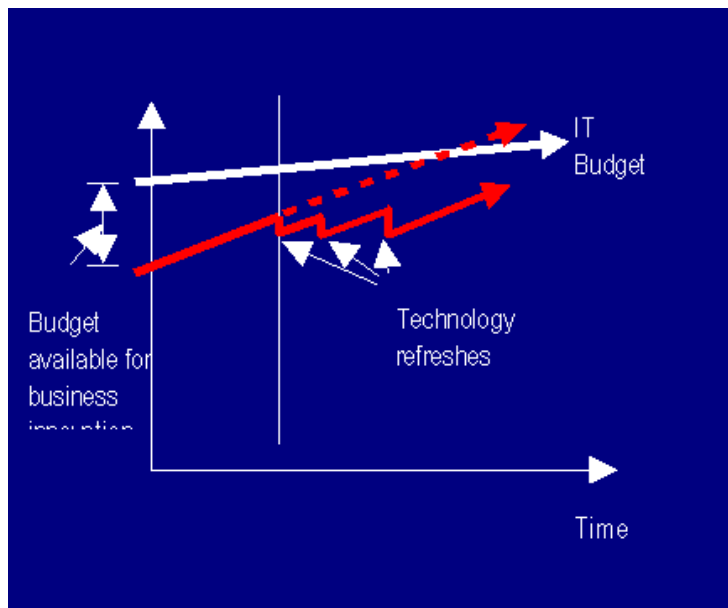 IT
Budget
Budget
available for
business
Technology
refreshes
Time